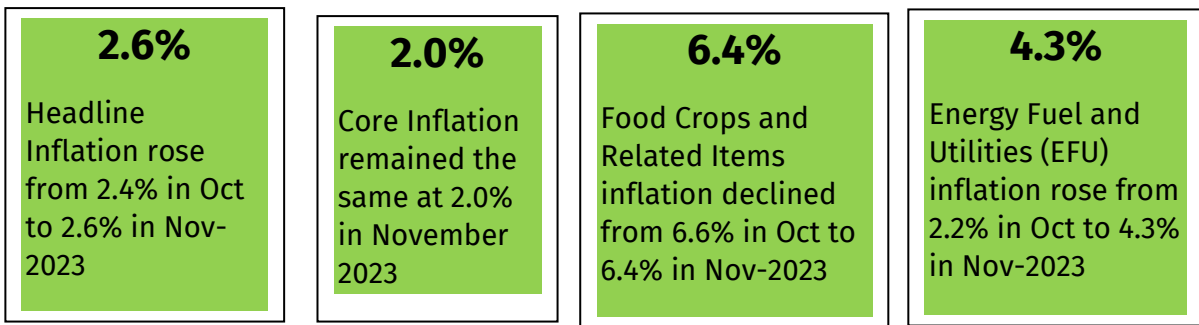 2.6%
Headline
Inflation rose
from 2.4% in Oct
to 2.6% in Nov-
2023
2.0%
Core Inflation
remained the
same at 2.0%
in November
2023
6.4%
Food Crops and
Related Items
inflation declined
from 6.6% in Oct to
6.4% in Nov-2023
4.3%
Energy Fuel and
Utilities (EFU)
inflation rose from
2.2% in Oct to 4.3%
in Nov-2023